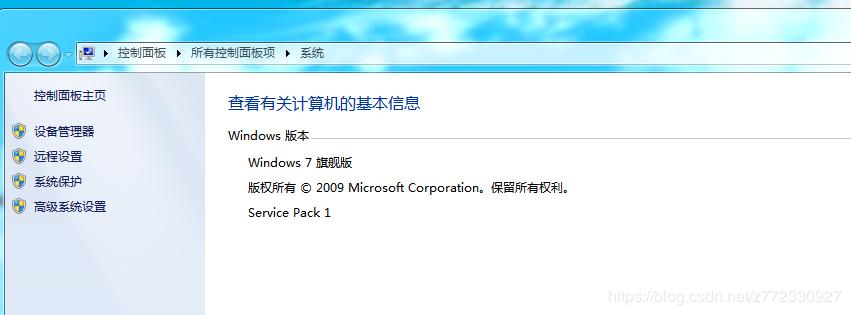 控制面板 ▸ 所有控制面板项 ▸ 系统
控制面板主页
设备管理器
远程设置
系统保护
高级系统设置
查看有关计算机的基本信息
Windows 版本
Windows 7 旗舰版
版权所有 © 2009 Microsoft Corporation。保留所有权利。
Service Pack 1
https://blog.csdn.net/z772330927